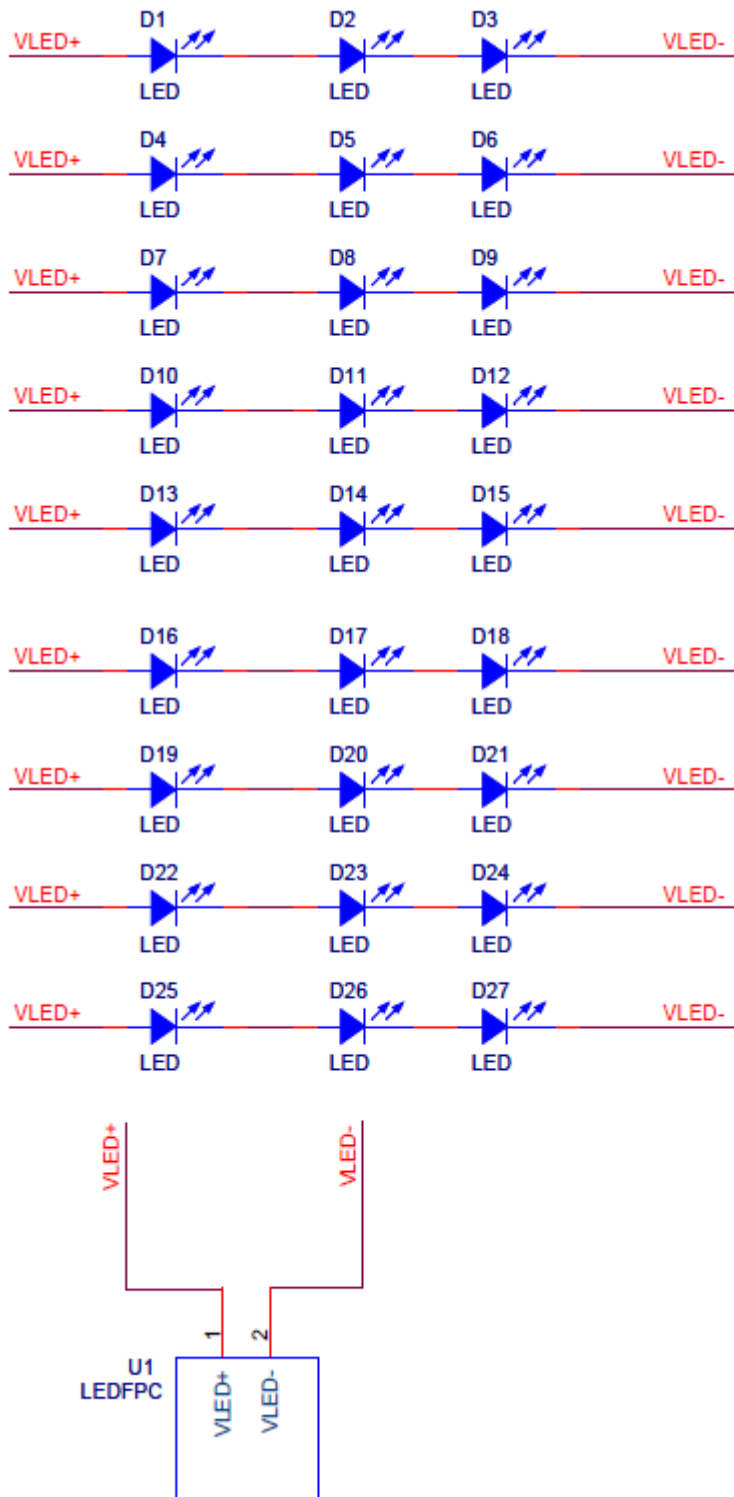 D1 D2 D3
VLED+ VLED-
LED LED LED
D4 D5 D6
VLED+ VLED-
LED LED LED
D7 D8 D9
VLED+ VLED-
LED LED LED
D10 D11 D12
VLED+ VLED-
LED LED LED
D13 D14 D15
VLED+ VLED-
LED LED LED
D16 D17 D18
VLED+ VLED-
LED LED LED
D19 D20 D21
VLED+ VLED-
LED LED LED
D22 D23 D24
VLED+ VLED-
LED LED LED
D25 D26 D27
VLED+ VLED-
LED LED LED
VLED+ VLED-
1 2
U1
LEDFPC
VLED+ VLED-